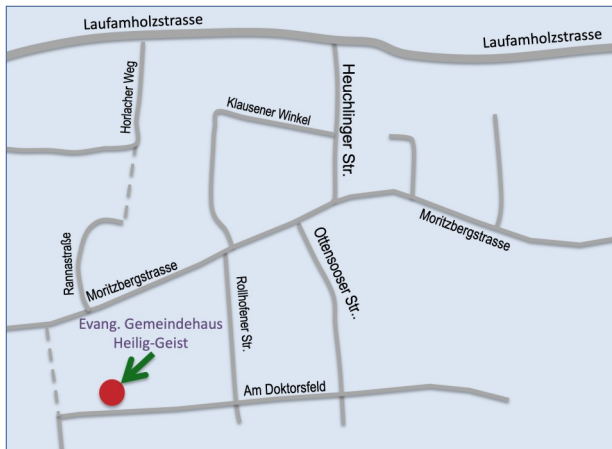 Laufamholzstrasse
Laufamholzstrasse
Horlacher Weg
Klausener Winkel
Heuchlinger Str.
Rannastraße
Moritzbergstrasse
Moritzbergstrasse
Ottensooser Str..
Rollhofener Str.
Evang. Gemeindehaus
Heilig-Geist
Am Doktorsfeld